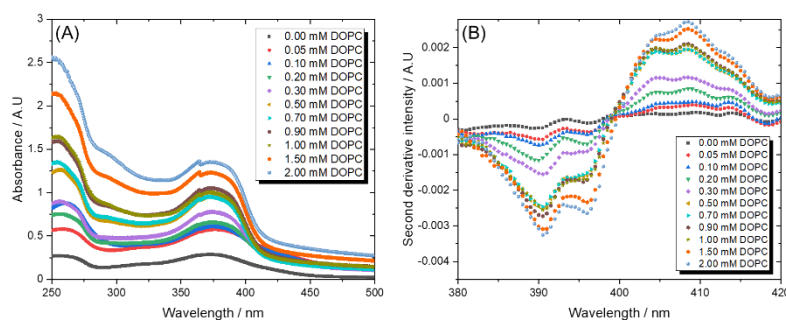 (A)
3
2.5
2
1.5
1
0.5
0
Absorbance / A.U
250 300 350 400 450 500
Wavelength / nm
0.00 mM DOPC
0.05 mM DOPC
0.10 mM DOPC
0.20 mM DOPC
0.30 mM DOPC
0.50 mM DOPC
0.70 mM DOPC
0.90 mM DOPC
1.00 mM DOPC
1.50 mM DOPC
2.00 mM DOPC
(B)
0.002
0.001
0
-0.001
-0.002
-0.003
-0.004
Second derivative intensity / A.U
380 390 400 410 420
Wavelength / nm
0.00 mM DOPC
0.05 mM DOPC
0.10 mM DOPC
0.20 mM DOPC
0.30 mM DOPC
0.50 mM DOPC
0.70 mM DOPC
0.90 mM DOPC
1.00 mM DOPC
1.50 mM DOPC
2.00 mM DOPC